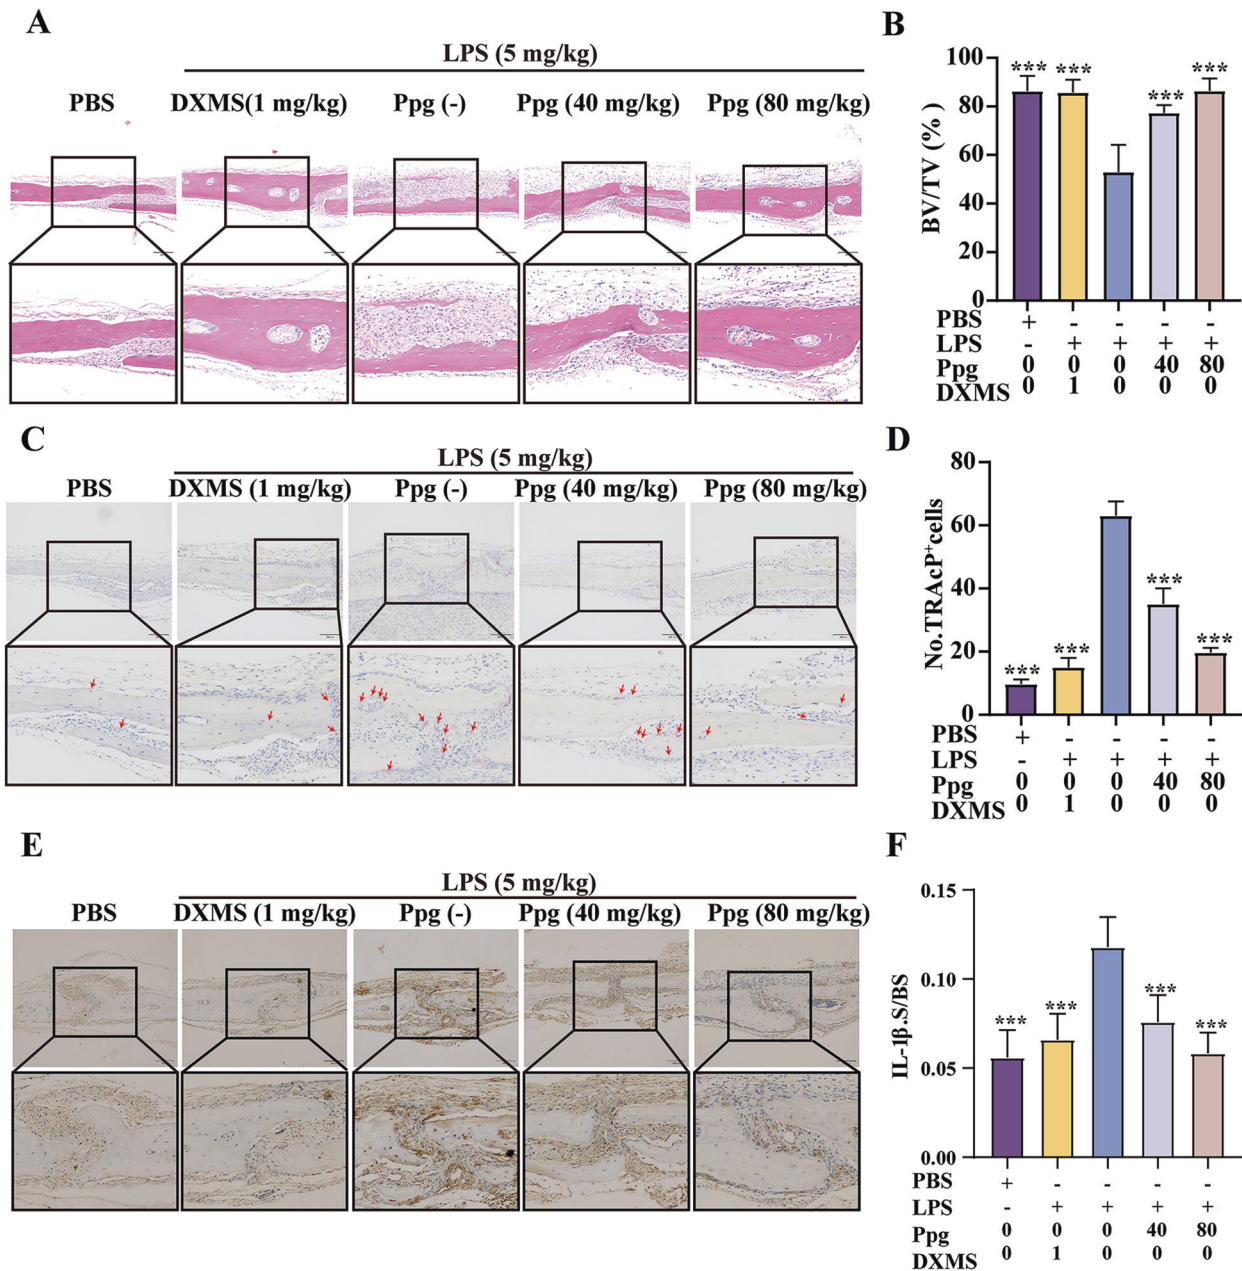 A
LPS (5 mg/kg)
PBS DXMS(1 mg/kg) Ppg (-) Ppg (40 mg/kg) Ppg (80 mg/kg)
B
BV/TV (%)
100
80
60
40
20
0
*** *** *** ***
PBS + - - - -
LPS - + + + +
Ppg 0 0 0 40 80
DXMS 0 1 0 0 0
C
LPS (5 mg/kg)
PBS DXMS (1 mg/kg) Ppg (-) Ppg (40 mg/kg) Ppg (80 mg/kg)
D
No.TRAcP⁺cells
80
60
40
20
0
*** *** *** ***
PBS + - - - -
LPS - + + + +
Ppg 0 0 0 40 80
DXMS 0 1 0 0 0
E
LPS (5 mg/kg)
PBS DXMS (1 mg/kg) Ppg (-) Ppg (40 mg/kg) Ppg (80 mg/kg)
F
IL-1β.S/BS
0.15
0.10
0.05
0.00
*** *** *** ***
PBS + - - - -
LPS - + + + +
Ppg 0 0 0 40 80
DXMS 0 1 0 0 0